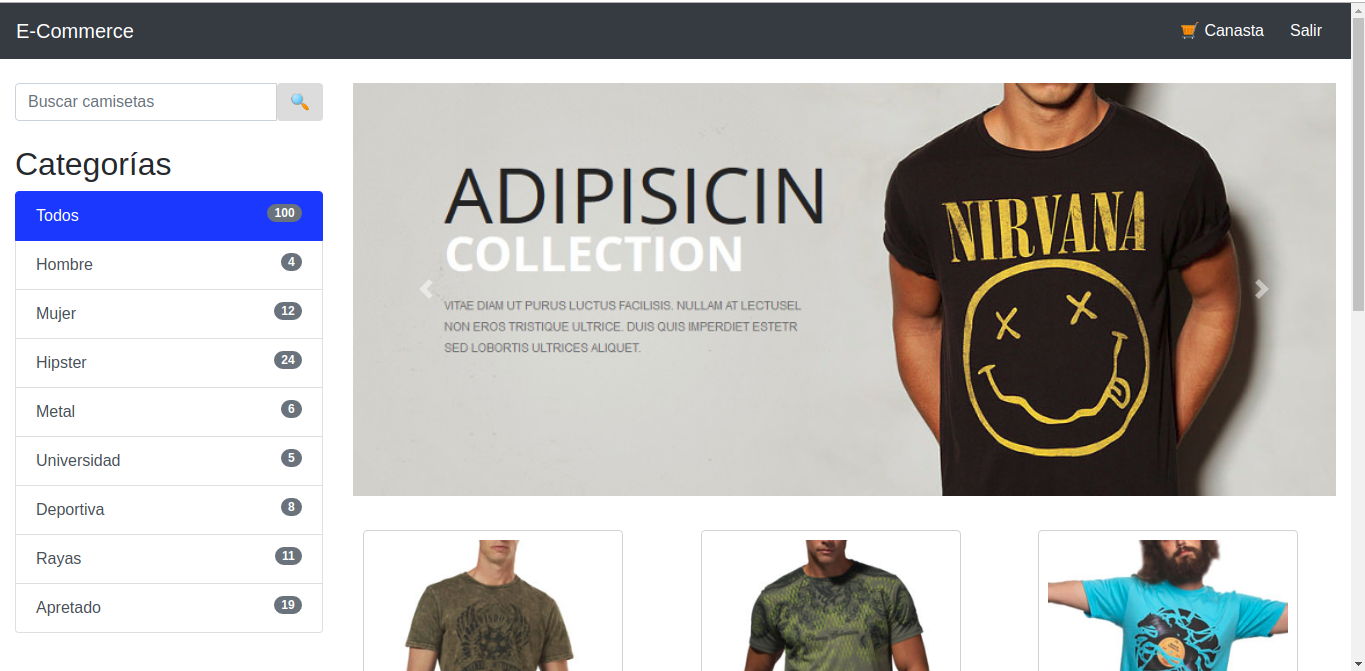 E-Commerce
Canasta
Salir
Buscar camisetas
Categorías
Todos 100
Hombre 4
Mujer 12
Hipster 24
Metal 6
Universidad 5
Deportiva 8
Rayas 11
Apretado 19
ADIPISICIN
COLLECTION
VITAE DIAM UT PURUS LUCTUS FACILISIS. NULLAM AT LECTUSEL
NON EROS TRISTIQUE ULTRICE. DUIS QUIS IMPERDIET ESTETR
SED LOBORTIS ULTRICES ALIQUET.
NIRVANA